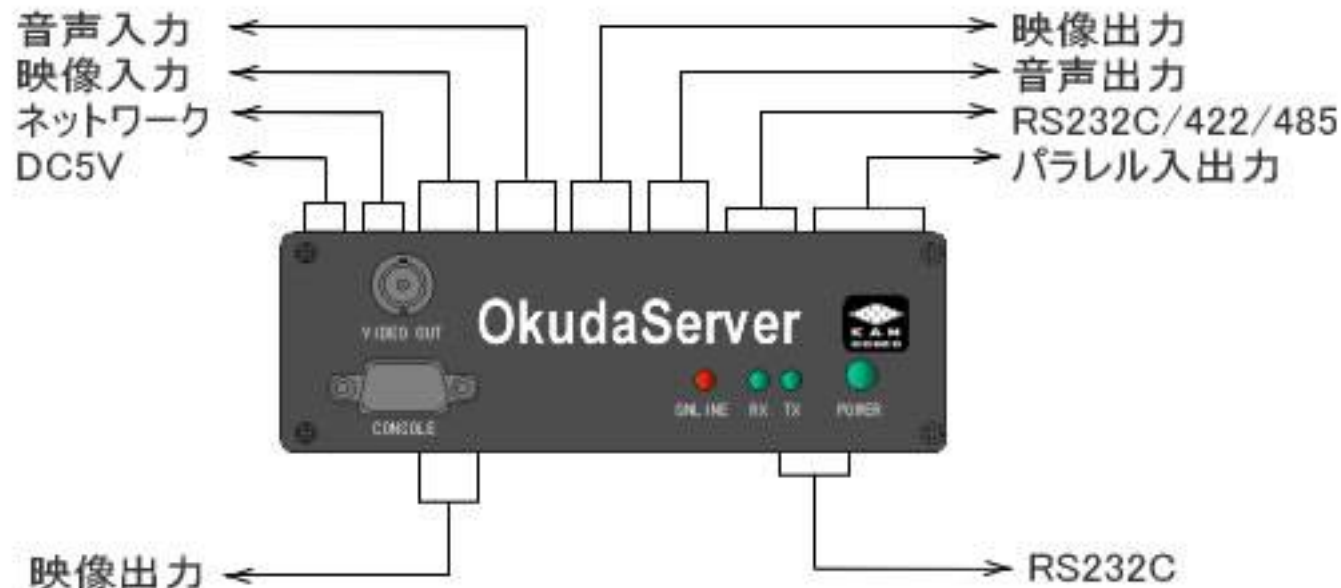 音声入力
映像入力
ネットワーク
DC5V
映像出力
音声出力
RS232C/422/485
パラレル入出力
VIDEO OUT
OkudaServer
KAN
CONSOLE
ONLINE RX TX POWER
映像出力
RS232C